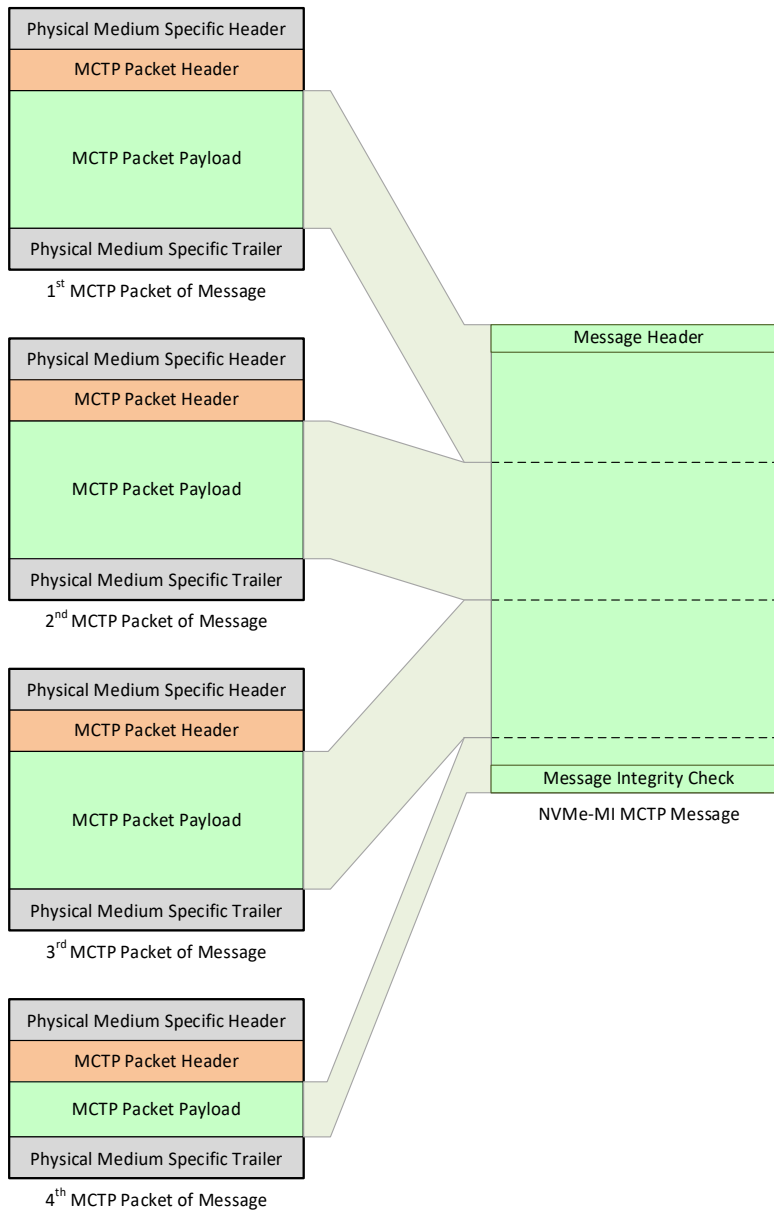 Physical Medium Specific Header
MCTP Packet Header
MCTP Packet Payload
Physical Medium Specific Trailer
1st MCTP Packet of Message
Physical Medium Specific Header
MCTP Packet Header
MCTP Packet Payload
Physical Medium Specific Trailer
2nd MCTP Packet of Message
Physical Medium Specific Header
MCTP Packet Header
MCTP Packet Payload
Physical Medium Specific Trailer
3rd MCTP Packet of Message
Physical Medium Specific Header
MCTP Packet Header
MCTP Packet Payload
Physical Medium Specific Trailer
4th MCTP Packet of Message
Message Header
Message Integrity Check
NVMe-MI MCTP Message